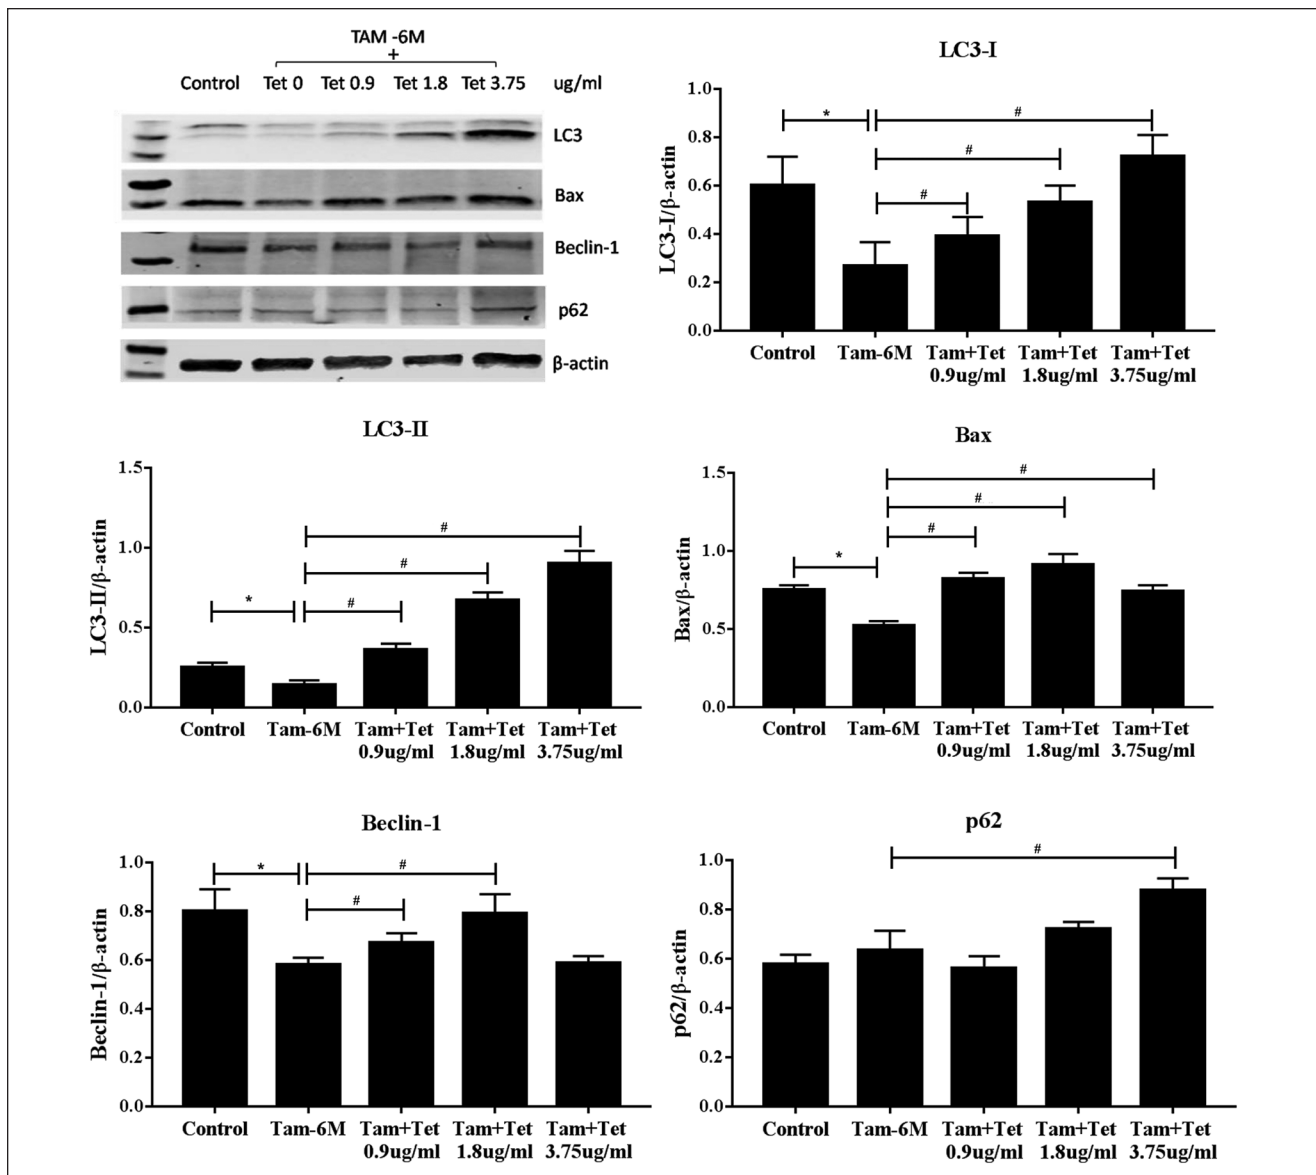 TAM -6M
+
Control Tet 0 Tet 0.9 Tet 1.8 Tet 3.75 ug/ml
LC3
Bax
Beclin-1
p62
β-actin
LC3-I
LC3-I/β-actin
1.0
0.8
0.6
0.4
0.2
0.0
*
#
#
#
Control Tam-6M Tam+Tet Tam+Tet Tam+Tet
0.9ug/ml 1.8ug/ml 3.75ug/ml
LC3-II
LC3-II/β-actin
1.5
1.0
0.5
0.0
#
#
*
#
Control Tam-6M Tam+Tet Tam+Tet Tam+Tet
0.9ug/ml 1.8ug/ml 3.75ug/ml
Bax
Bax/β-actin
1.5
1.0
0.5
0.0
#
#
#
*
Control Tam-6M Tam+Tet Tam+Tet Tam+Tet
0.9ug/ml 1.8ug/ml 3.75ug/ml
Beclin-1
Beclin-1/β-actin
1.0
0.8
0.6
0.4
0.2
0.0
*
#
#
Control Tam-6M Tam+Tet Tam+Tet Tam+Tet
0.9ug/ml 1.8ug/ml 3.75ug/ml
p62
p62/β-actin
1.0
0.8
0.6
0.4
0.2
0.0
#
Control Tam-6M Tam+Tet Tam+Tet Tam+Tet
0.9ug/ml 1.8ug/ml 3.75ug/ml